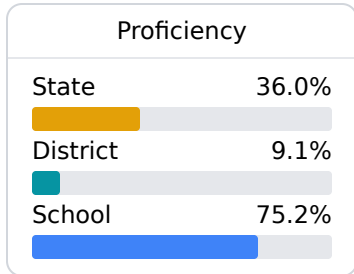 Proficiency
State 36.0%
District 9.1%
School 75.2%